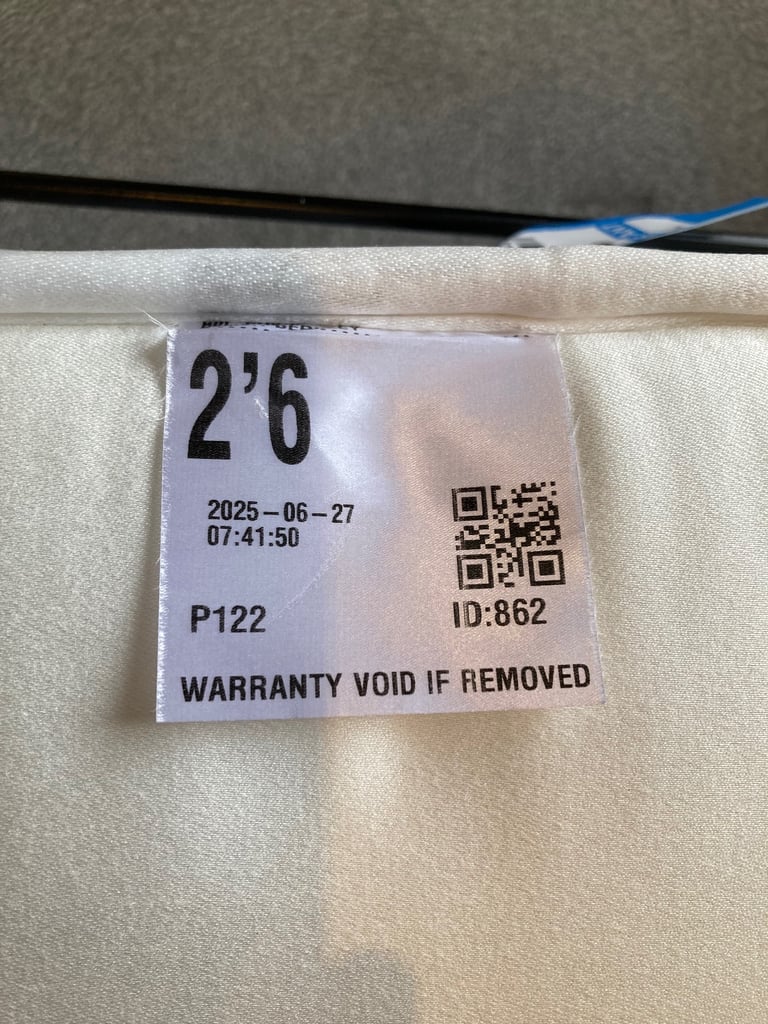 2'6
2025-06-27
07:41:50
P122
ID:862
WARRANTY VOID IF REMOVED